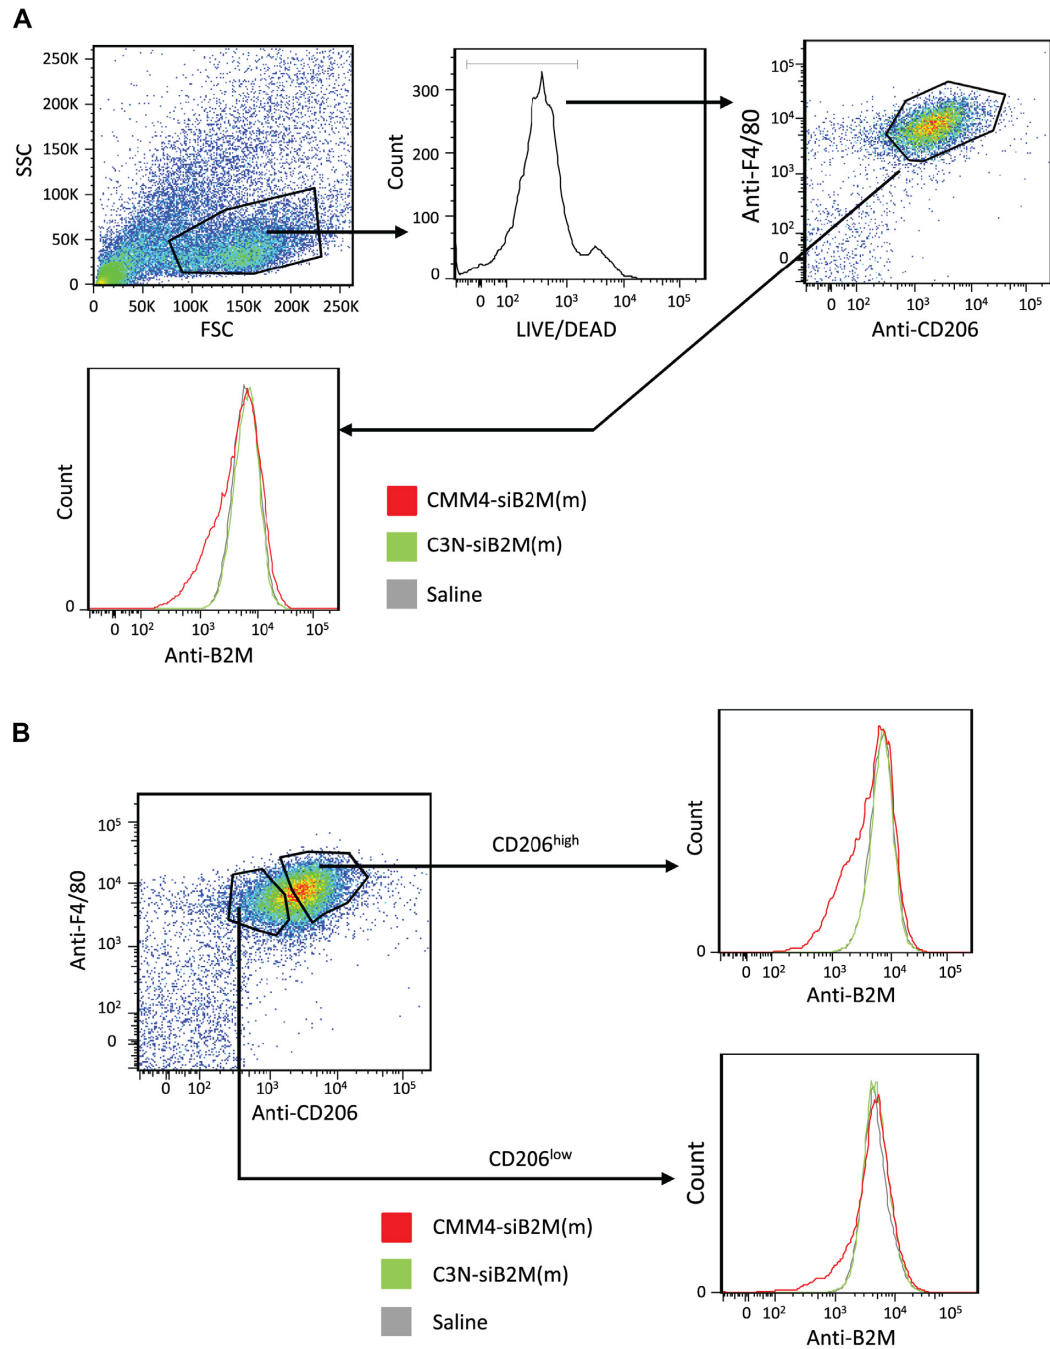 A
SSC
250K
200K
150K
100K
50K
0
0 50K 100K 150K 200K 250K
FSC
Count
300
200
100
0
0 10² 10³ 10⁴ 10⁵
LIVE/DEAD
Anti-F4/80
10⁵
10⁴
10³
10²
0
0 10² 10³ 10⁴ 10⁵
Anti-CD206
Count
0
0 10² 10³ 10⁴ 10⁵
Anti-B2M
CMM4-siB2M(m)
C3N-siB2M(m)
Saline
B
Anti-F4/80
10⁵
10⁴
10³
10²
0
0 10² 10³ 10⁴ 10⁵
Anti-CD206
CD206high
Count
0
0 10² 10³ 10⁴ 10⁵
Anti-B2M
CD206low
Count
0
0 10² 10³ 10⁴ 10⁵
Anti-B2M
CMM4-siB2M(m)
C3N-siB2M(m)
Saline